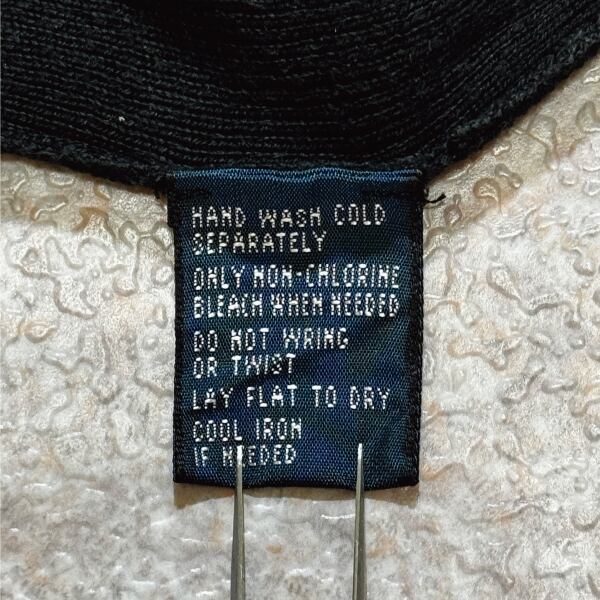 HAND WASH COLD
SEPARATELY
ONLY NON-CHLORINE
BLEACH WHEN NEEDED
DO NOT WRING
OR TWIST
LAY FLAT TO DRY
COOL IRON
IF NEEDED